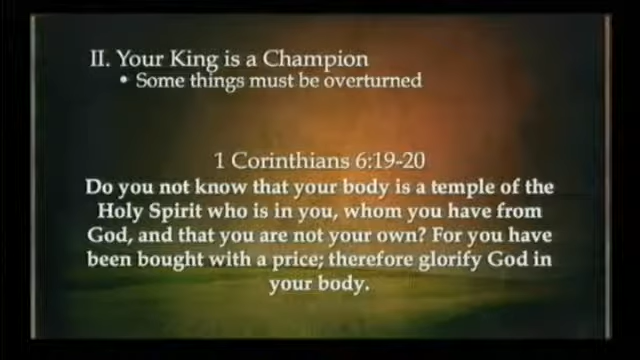 II. Your King is a Champion
• Some things must be overturned
1 Corinthians 6:19-20
Do you not know that your body is a temple of the
Holy Spirit who is in you, whom you have from
God, and that you are not your own? For you have
been bought with a price; therefore glorify God in
your body.